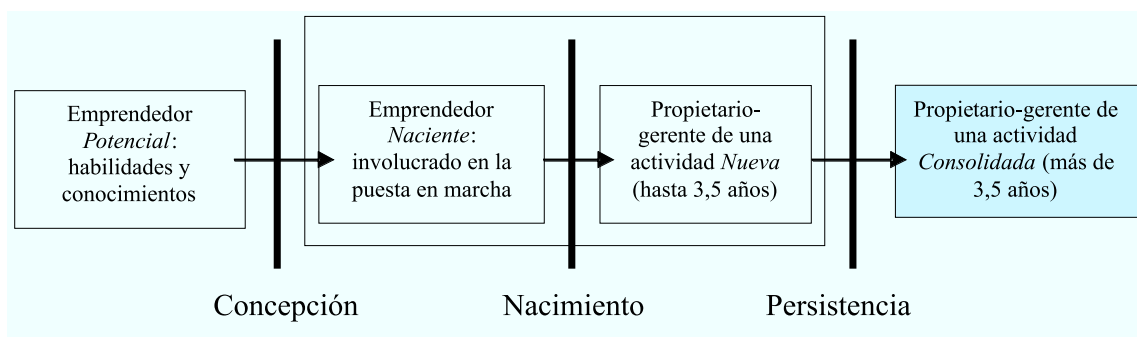 Emprendedor
Potencial:
habilidades y
conocimientos
Emprendedor
Naciente:
involucrado en la
puesta en marcha
Propietario-
gerente de una
actividad Nueva
(hasta 3,5 años)
Propietario-gerente de
una actividad
Consolidada (más de
3,5 años)
Concepción
Nacimiento
Persistencia